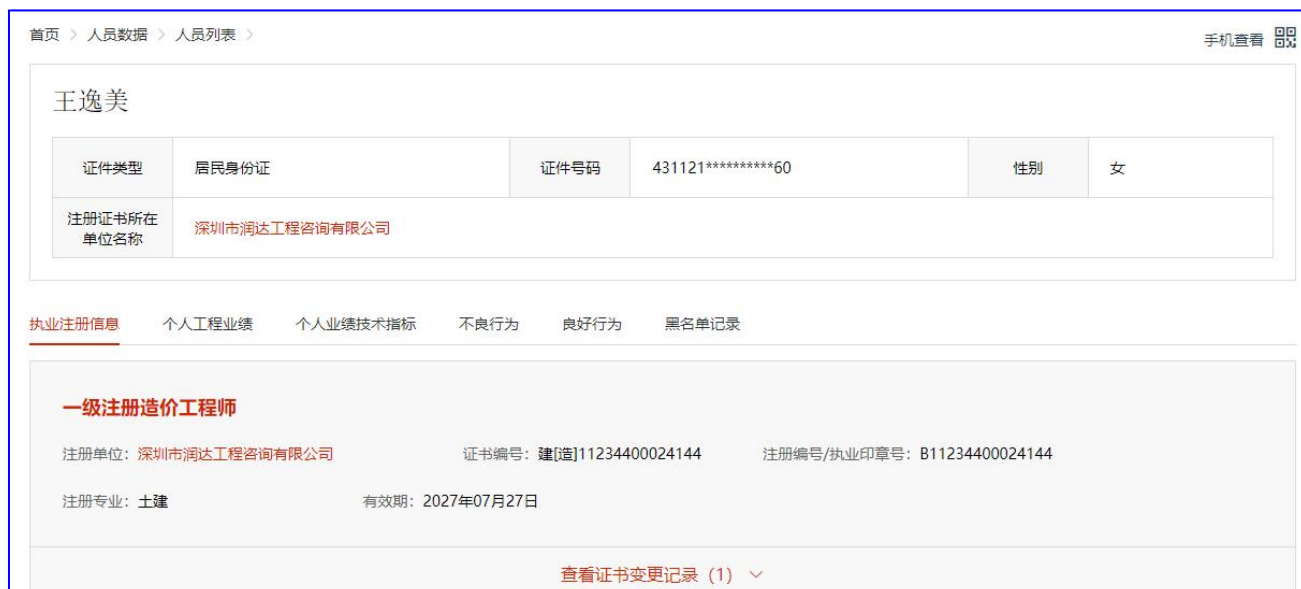 首页 > 人员数据 > 人员列表 >
手机查看
王逸美
证件类型 居民身份证 证件号码 431121**********60 性别 女
注册证书所在
单位名称
深圳市润达工程咨询有限公司
执业注册信息 个人工程业绩 个人业绩技术指标 不良行为 良好行为 黑名单记录
一级注册造价工程师
注册单位：深圳市润达工程咨询有限公司 证书编号：建[造]11234400024144 注册编号/执业印章号：B11234400024144
注册专业：土建 有效期：2027年07月27日
查看证书变更记录（1）